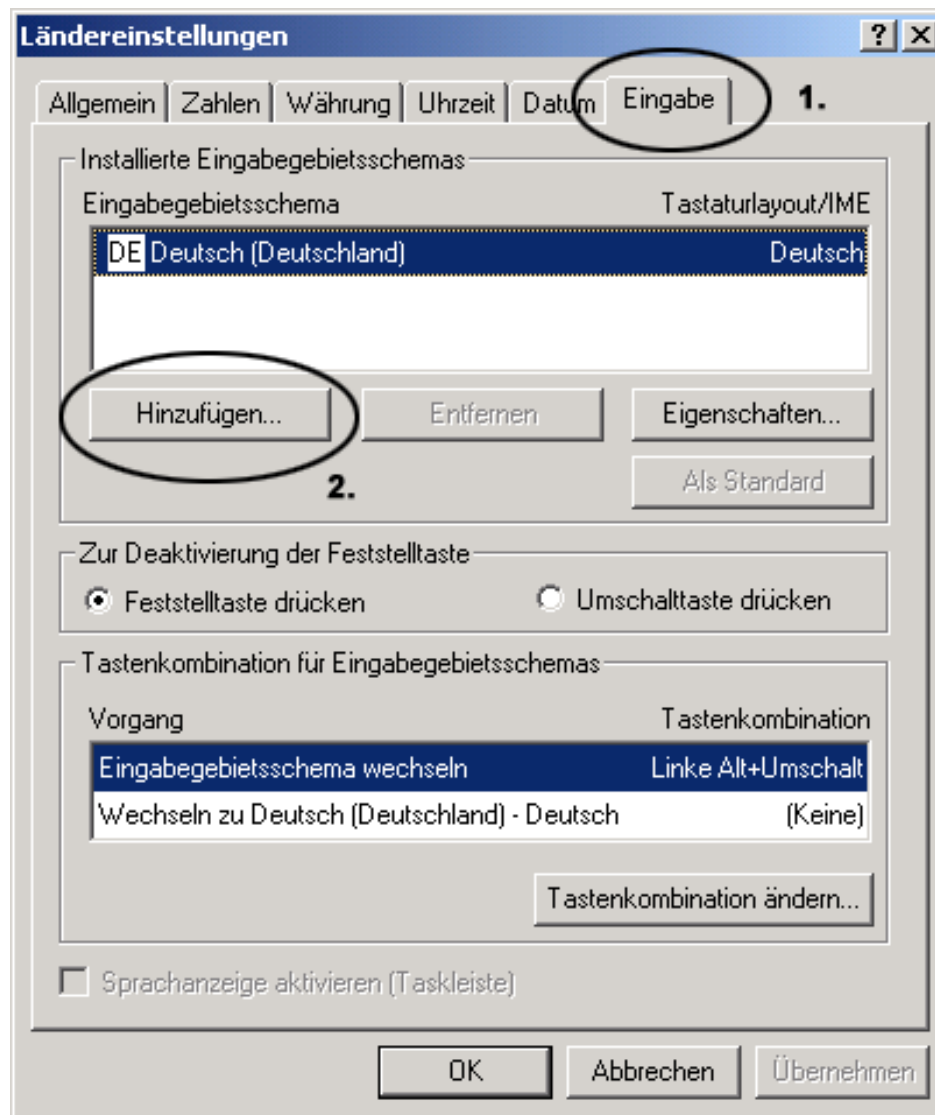 Ländereinstellungen
Allgemein Zahlen Währung Uhrzeit Datum Eingabe 1.
Installierte Eingabegebietsschemas
Eingabegebietsschema Tastaturlayout/IME
DE Deutsch (Deutschland) Deutsch
Hinzufügen... Entfernen Eigenschaften...
2. Als Standard
Zur Deaktivierung der Feststelltaste
Feststelltaste drücken Umschalttaste drücken
Tastenkombination für Eingabegebietsschemas
Vorgang Tastenkombination
Eingabegebietsschema wechseln Linke Alt+Umschalt
Wechseln zu Deutsch (Deutschland) - Deutsch (Keine)
Tastenkombination ändern...
Sprachanzeige aktivieren (Taskleiste)
OK Abbrechen Übernehmen